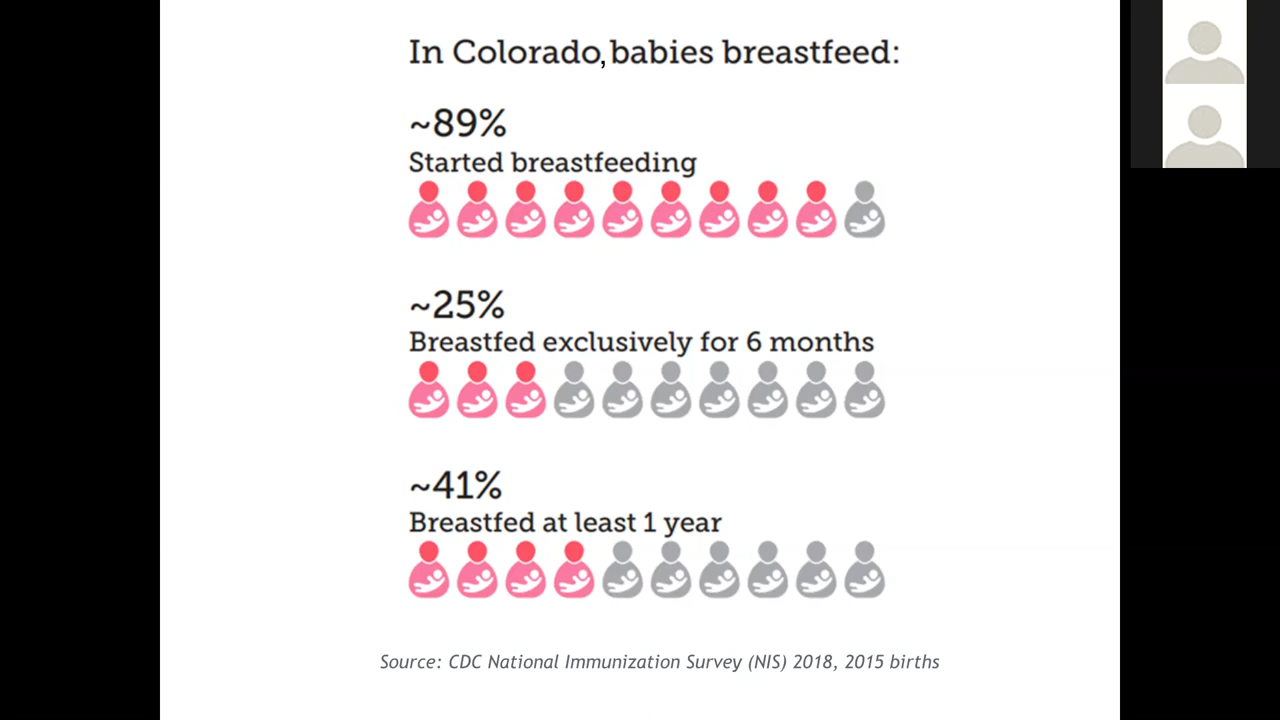 In Colorado, babies breastfeed:
~89%
Started breastfeeding
~25%
Breastfed exclusively for 6 months
~41%
Breastfed at least 1 year
Source: CDC National Immunization Survey (NIS) 2018, 2015 births